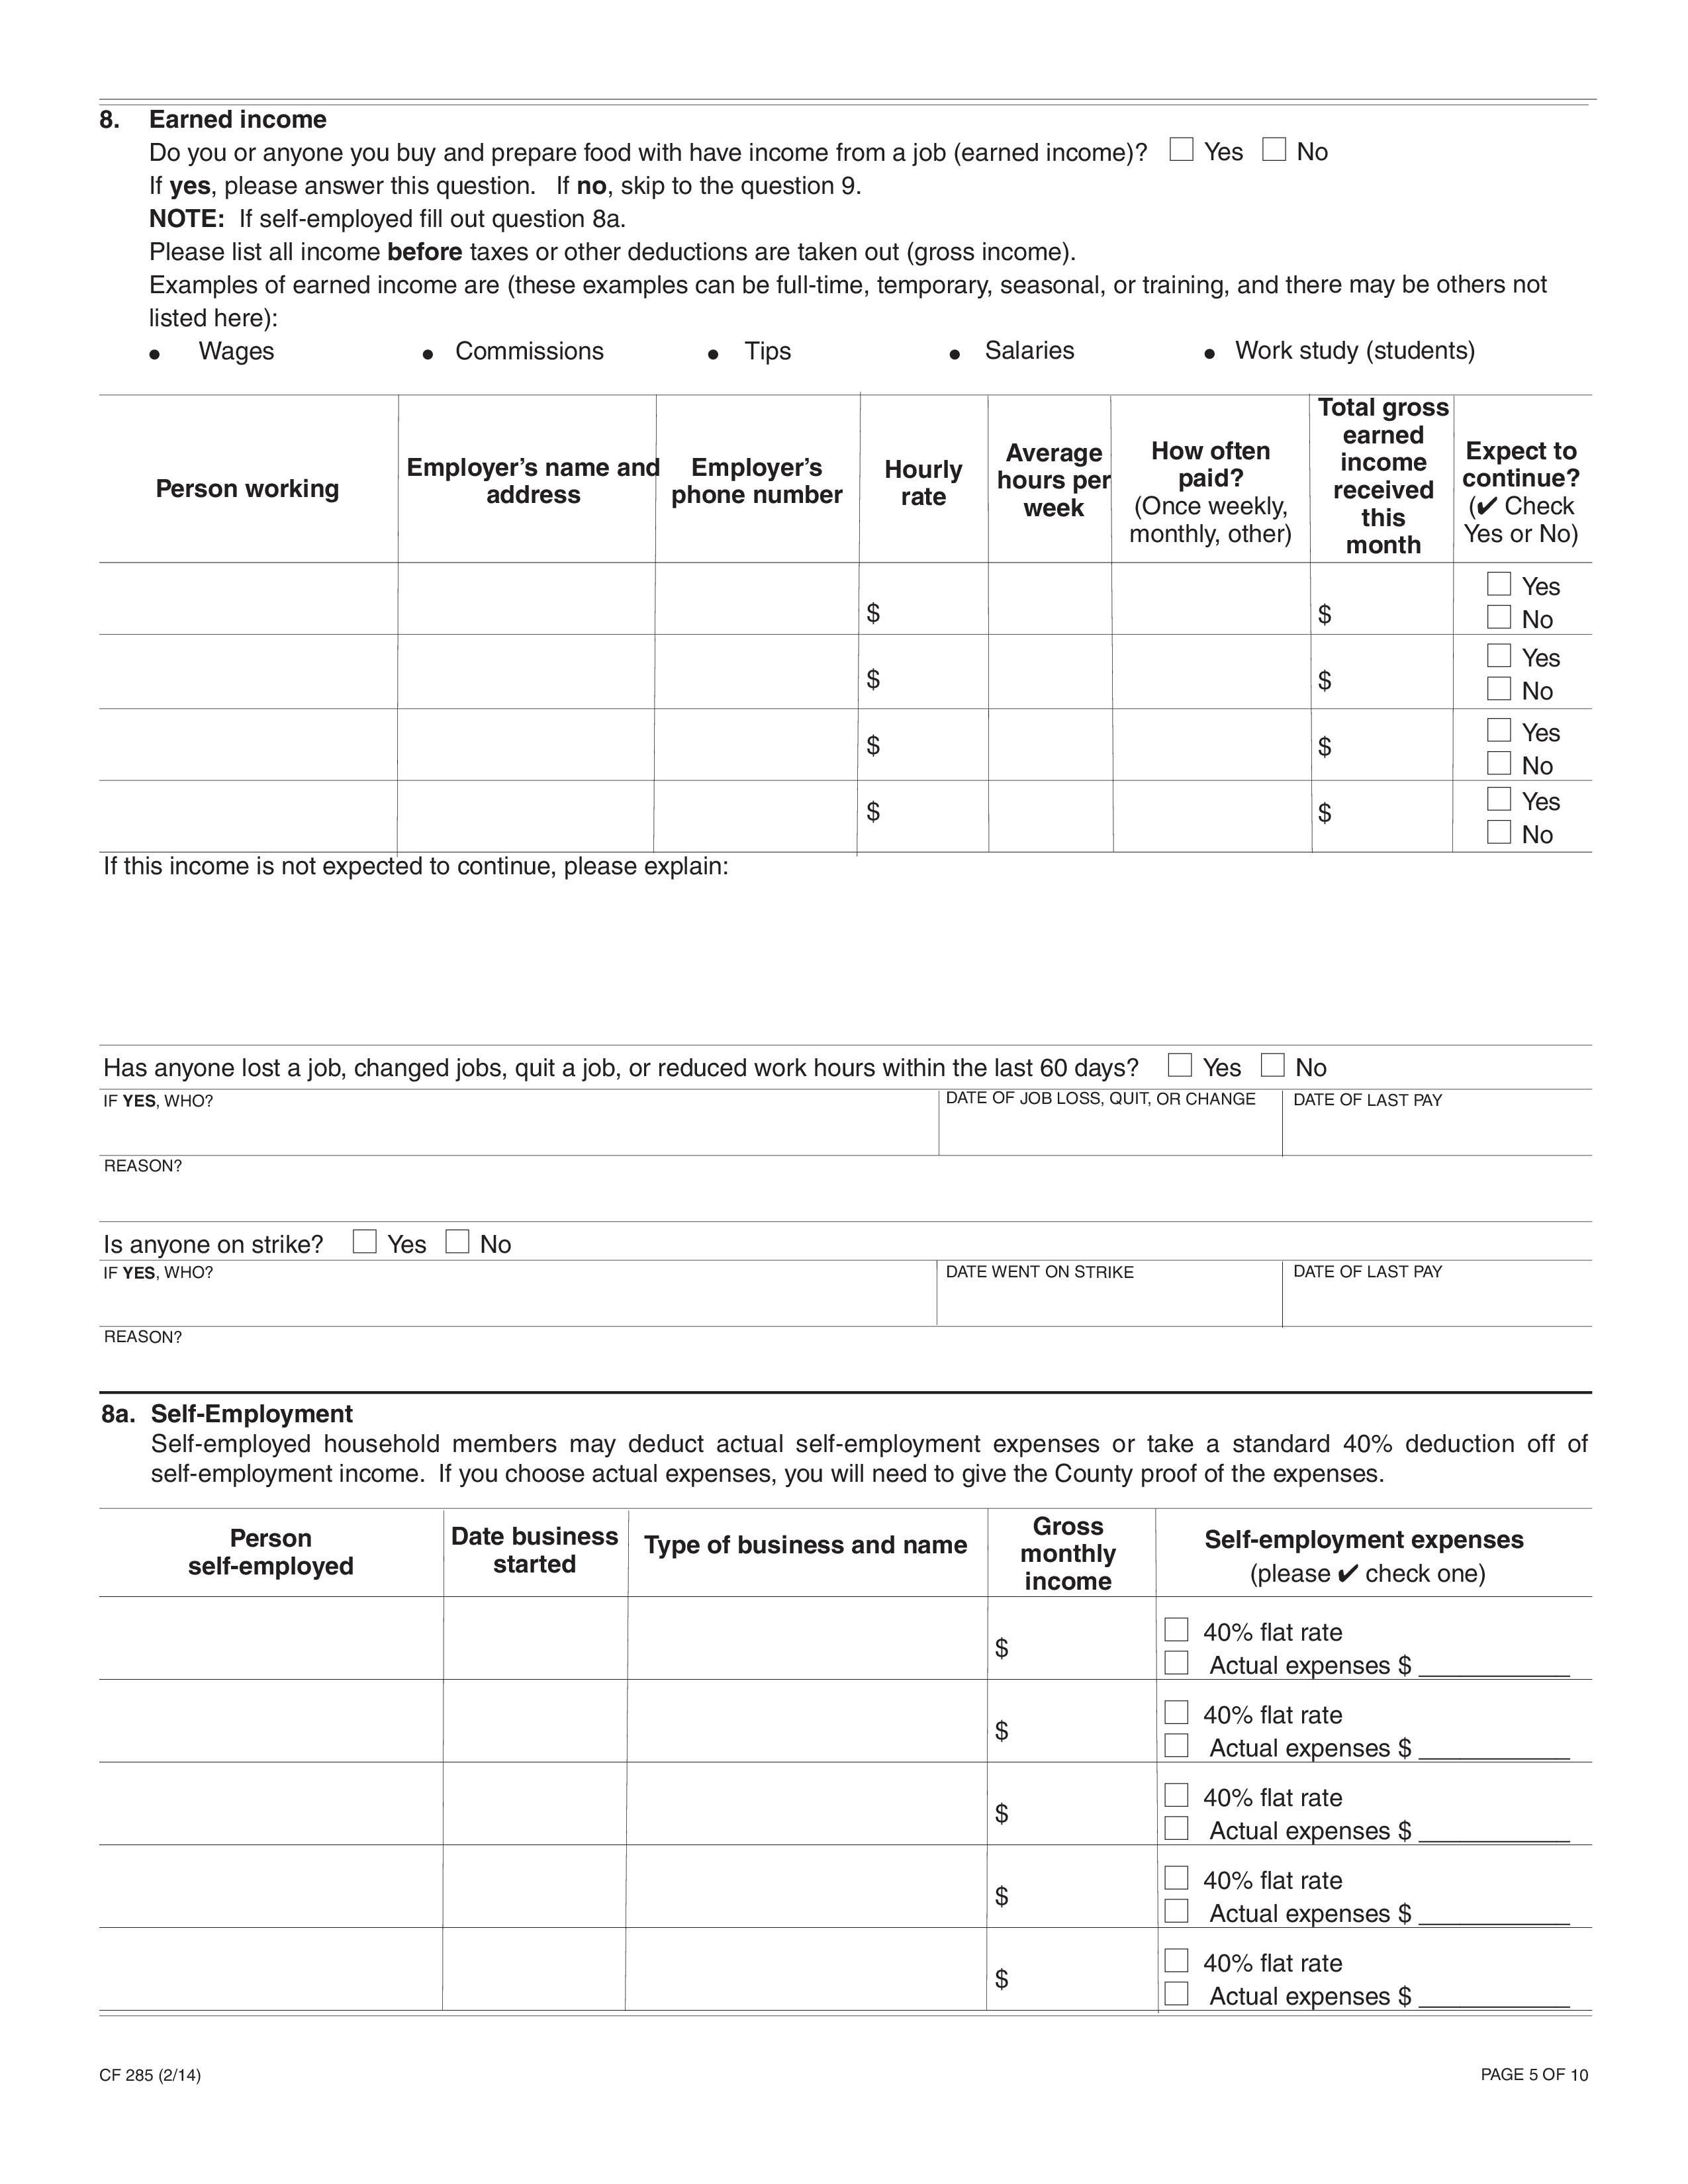 8. Earned income
Do you or anyone you buy and prepare food with have income from a job (earned income)? ☐ Yes ☐ No
If yes, please answer this question. If no, skip to the question 9.
NOTE: If self-employed fill out question 8a.
Please list all income before taxes or other deductions are taken out (gross income).
Examples of earned income are (these examples can be full-time, temporary, seasonal, or training, and there may be others not
listed here):
• Wages • Commissions • Tips • Salaries • Work study (students)
Person working
Employer's name and
address
Employer's
phone number
Hourly
rate
Average
hours per
week
How often
paid?
(Once weekly,
monthly, other)
Total gross
earned
income
received
this
month
Expect to
continue?
(✔ Check
Yes or No)
$ $ ☐ Yes
☐ No
$ $ ☐ Yes
☐ No
$ $ ☐ Yes
☐ No
$ $ ☐ Yes
☐ No
If this income is not expected to continue, please explain:
Has anyone lost a job, changed jobs, quit a job, or reduced work hours within the last 60 days? ☐ Yes ☐ No
IF YES, WHO? DATE OF JOB LOSS, QUIT, OR CHANGE DATE OF LAST PAY
REASON?
Is anyone on strike? ☐ Yes ☐ No
IF YES, WHO? DATE WENT ON STRIKE DATE OF LAST PAY
REASON?
8a. Self-Employment
Self-employed household members may deduct actual self-employment expenses or take a standard 40% deduction off of
self-employment income. If you choose actual expenses, you will need to give the County proof of the expenses.
Person
self-employed
Date business
started
Type of business and name
Gross
monthly
income
Self-employment expenses
(please ✔ check one)
$ ☐ 40% flat rate
☐ Actual expenses $ ___________
$ ☐ 40% flat rate
☐ Actual expenses $ ___________
$ ☐ 40% flat rate
☐ Actual expenses $ ___________
$ ☐ 40% flat rate
☐ Actual expenses $ ___________
$ ☐ 40% flat rate
☐ Actual expenses $ ___________
CF 285 (2/14) PAGE 5 OF 10